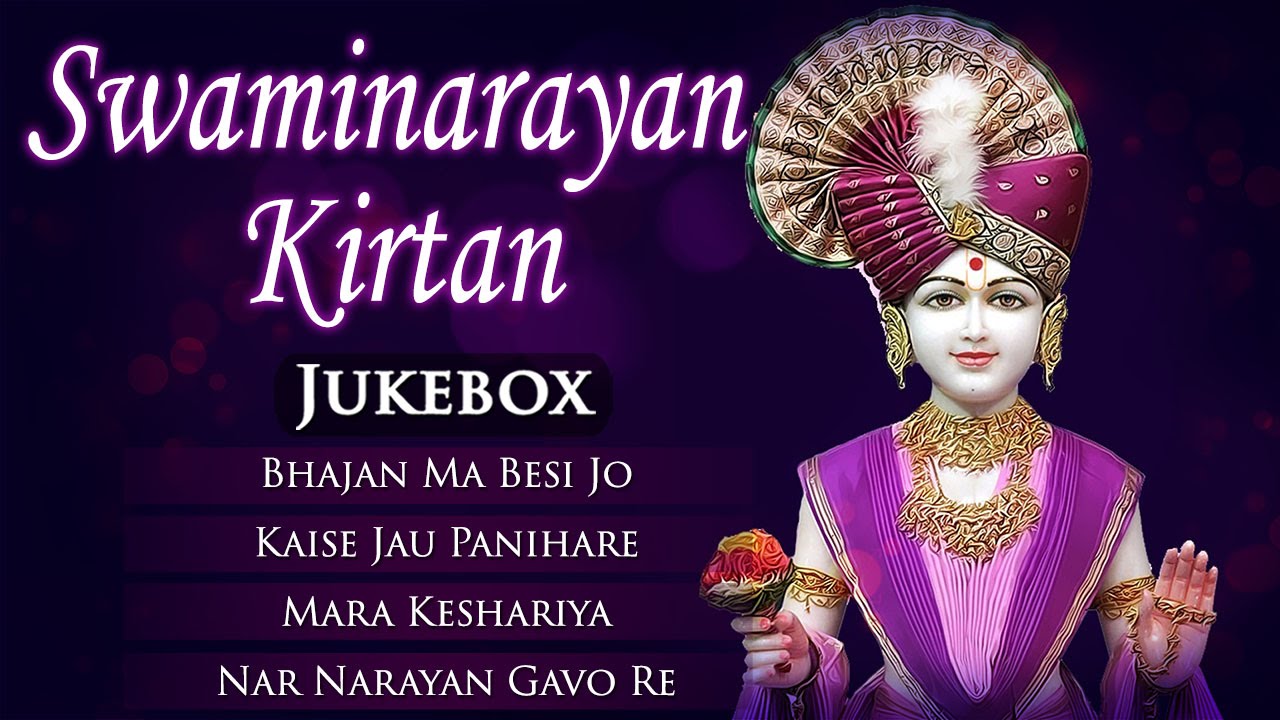 Swaminarayan
Kirtan
JUKEBOX
BHAJAN MA BESI JO
KAISE JAU PANIHARE
MARA KESHARIYA
NAR NARAYAN GAVO RE